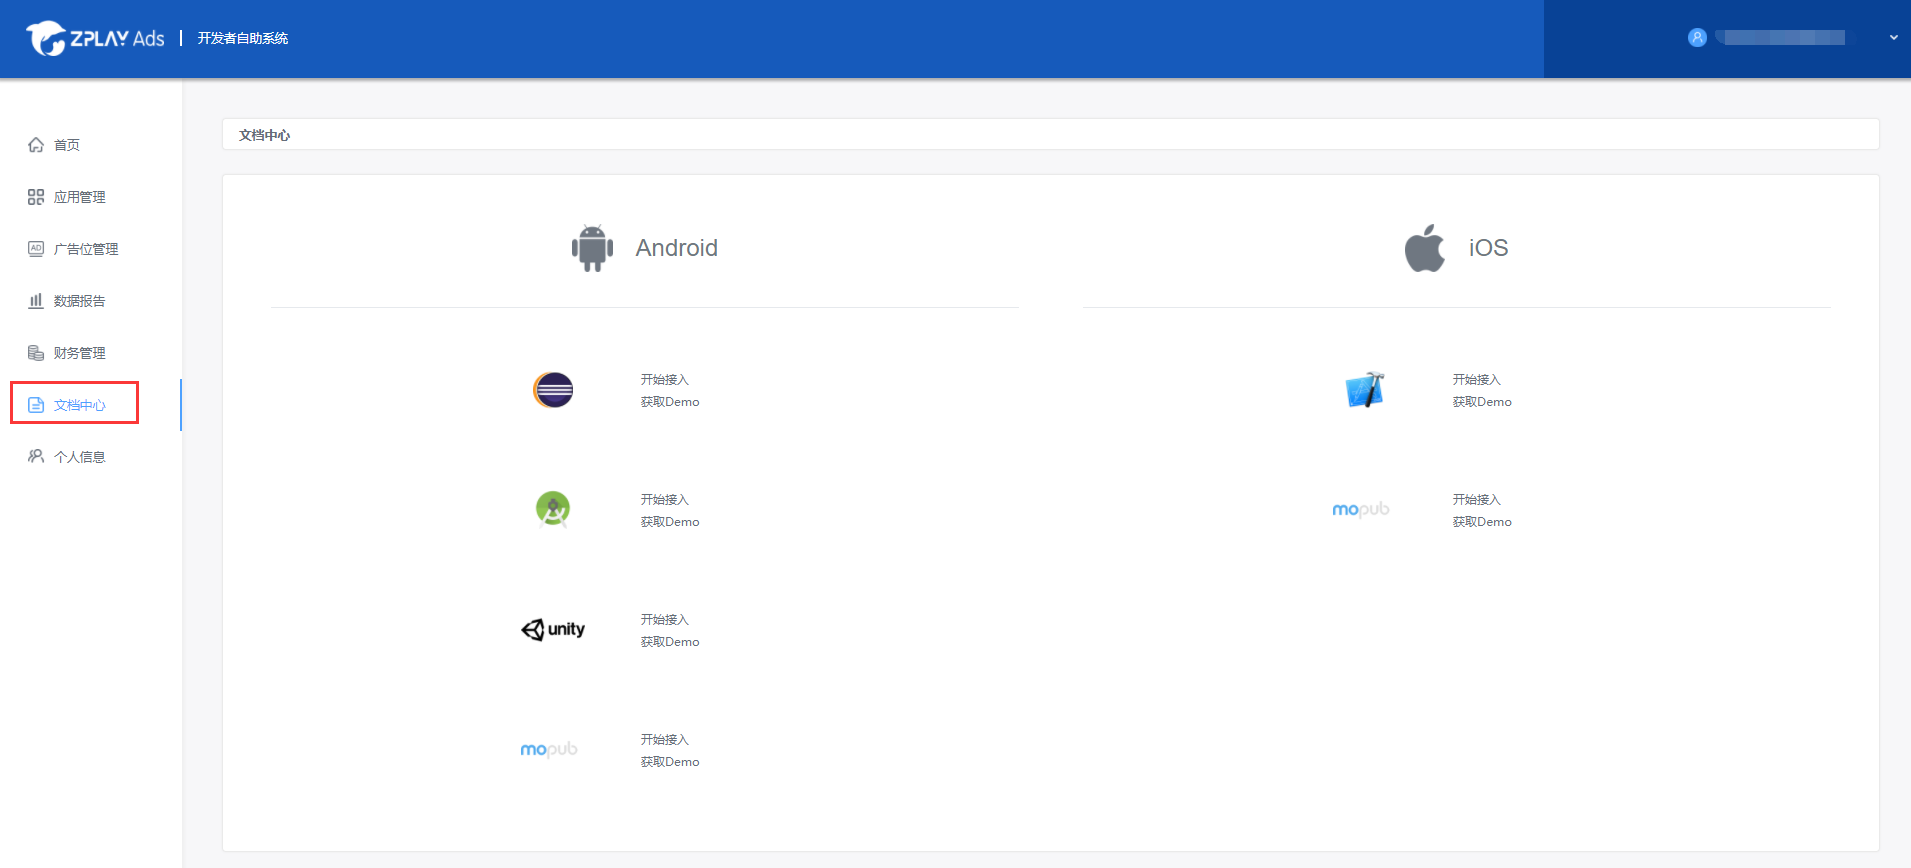 ZPLAY Ads | 开发者自助系统
首页
应用管理
AD 广告位管理
数据报告
财务管理
文档中心
个人信息
文档中心
Android
开始接入
获取Demo
开始接入
获取Demo
unity
开始接入
获取Demo
mopub
开始接入
获取Demo
iOS
开始接入
获取Demo
mopub
开始接入
获取Demo